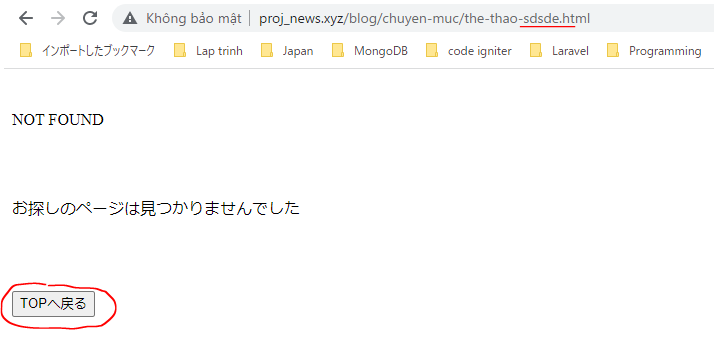 Không bảo mật proj_news.xyz/blog/chuyen-muc/the-thao-sdsde.html
インポートしたブックマーク Lap trinh Japan MongoDB code igniter Laravel Programming
NOT FOUND
お探しのページは見つかりませんでした
TOPへ戻る